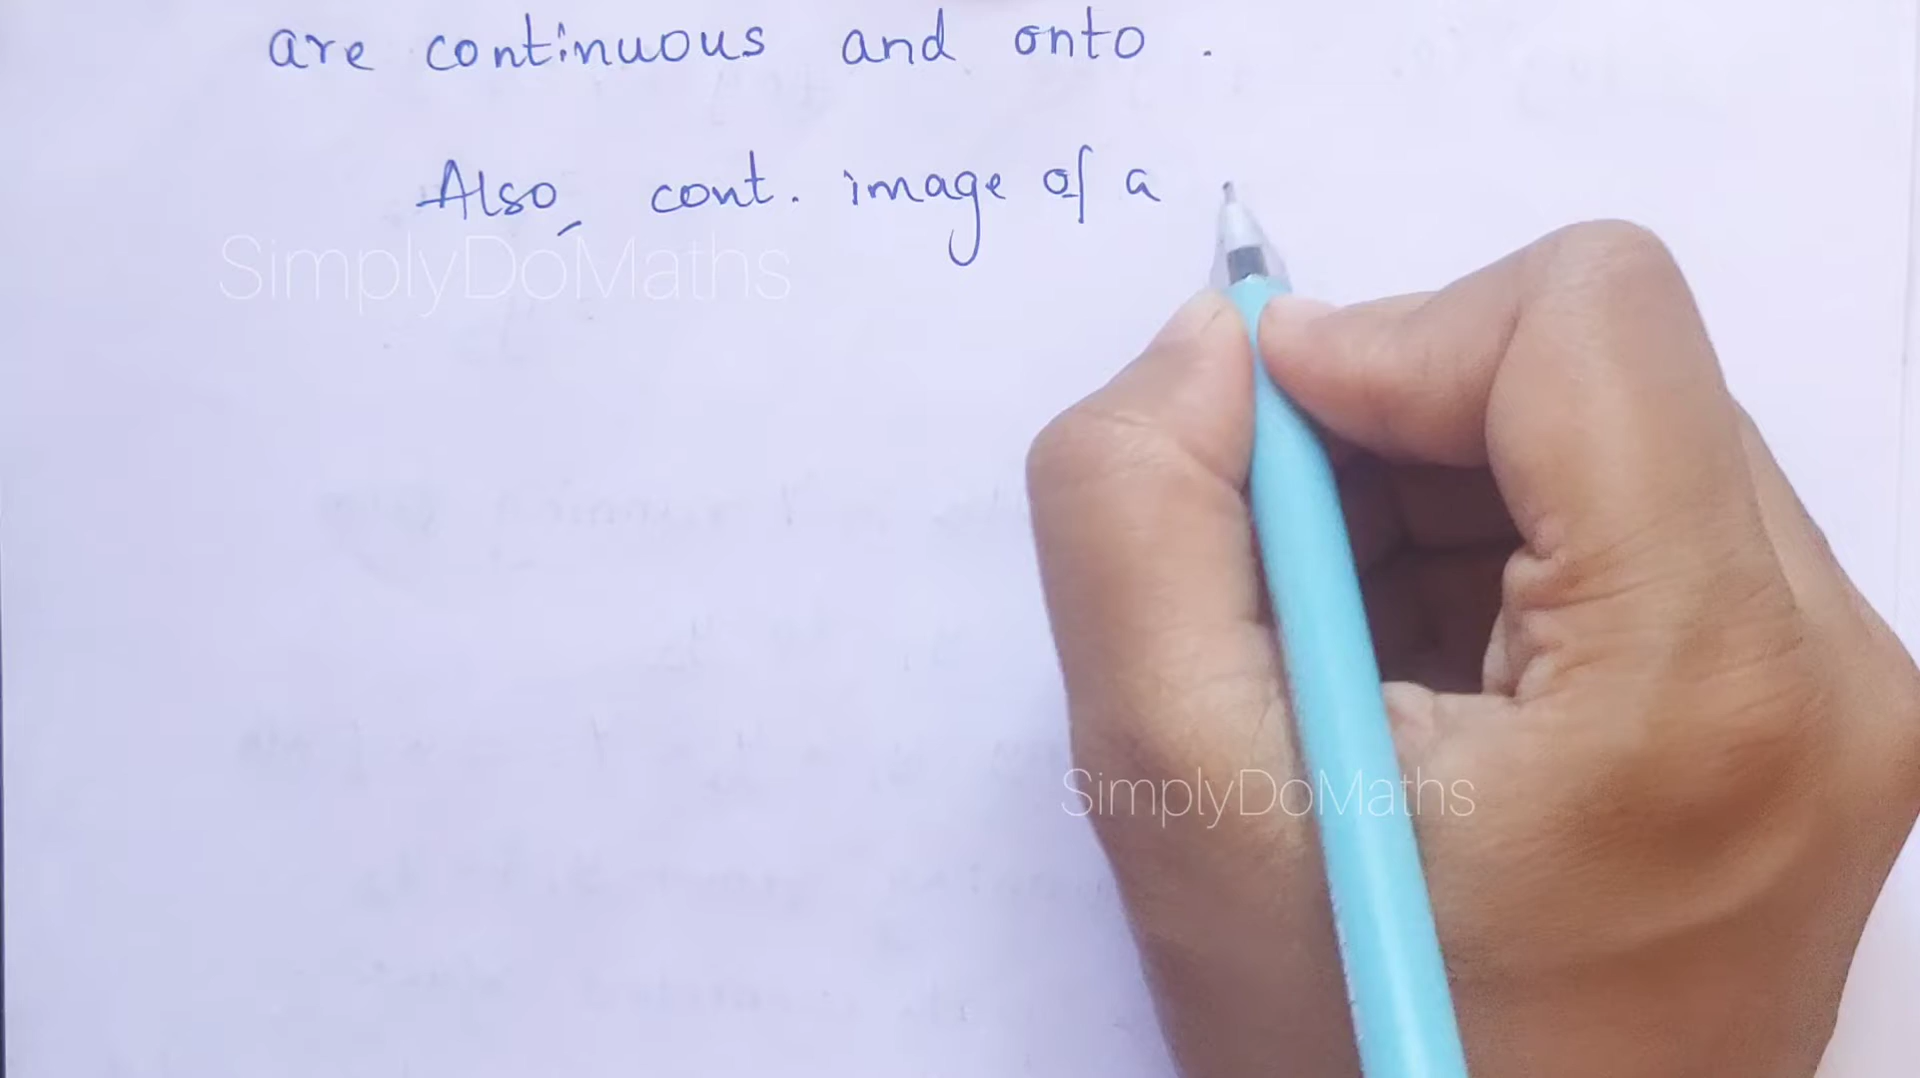 are continuous and onto .
Also, cont. image of a
SimplyDoMaths
SimplyDoMaths